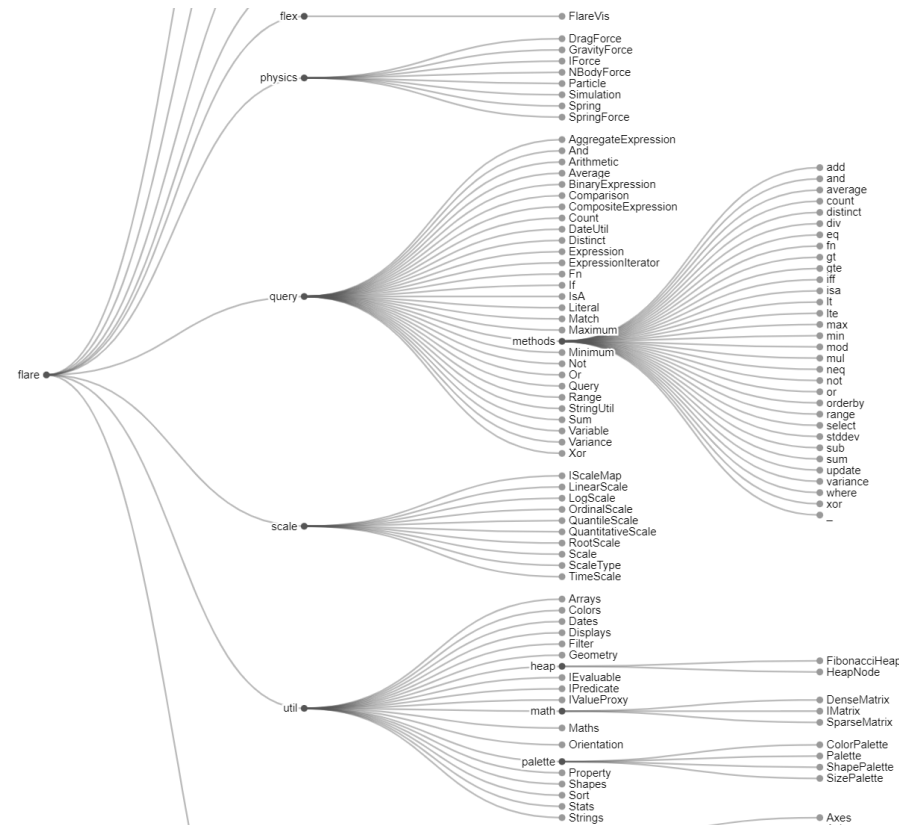 flare
flex
FlareVis
physics
DragForce
GravityForce
IForce
NBodyForce
Particle
Simulation
Spring
SpringForce
query
AggregateExpression
And
Arithmetic
Average
BinaryExpression
Comparison
CompositeExpression
Count
DateUtil
Distinct
Expression
ExpressionIterator
Fn
If
IsA
Literal
Match
Maximum
methods
add
and
average
count
distinct
div
eq
fn
gt
gte
iff
isa
lt
lte
max
min
mod
mul
neq
not
or
orderby
range
select
stddev
sub
sum
update
variance
where
xor
_
Minimum
Not
Or
Query
Range
StringUtil
Sum
Variable
Variance
Xor
scale
IScaleMap
LinearScale
LogScale
OrdinalScale
QuantileScale
QuantitativeScale
RootScale
Scale
ScaleType
TimeScale
util
Arrays
Colors
Dates
Displays
Filter
Geometry
heap
FibonacciHeap
HeapNode
IEvaluable
IPredicate
IValueProxy
math
DenseMatrix
IMatrix
SparseMatrix
Maths
Orientation
palette
ColorPalette
Palette
ShapePalette
SizePalette
Property
Shapes
Sort
Stats
Strings
Axes